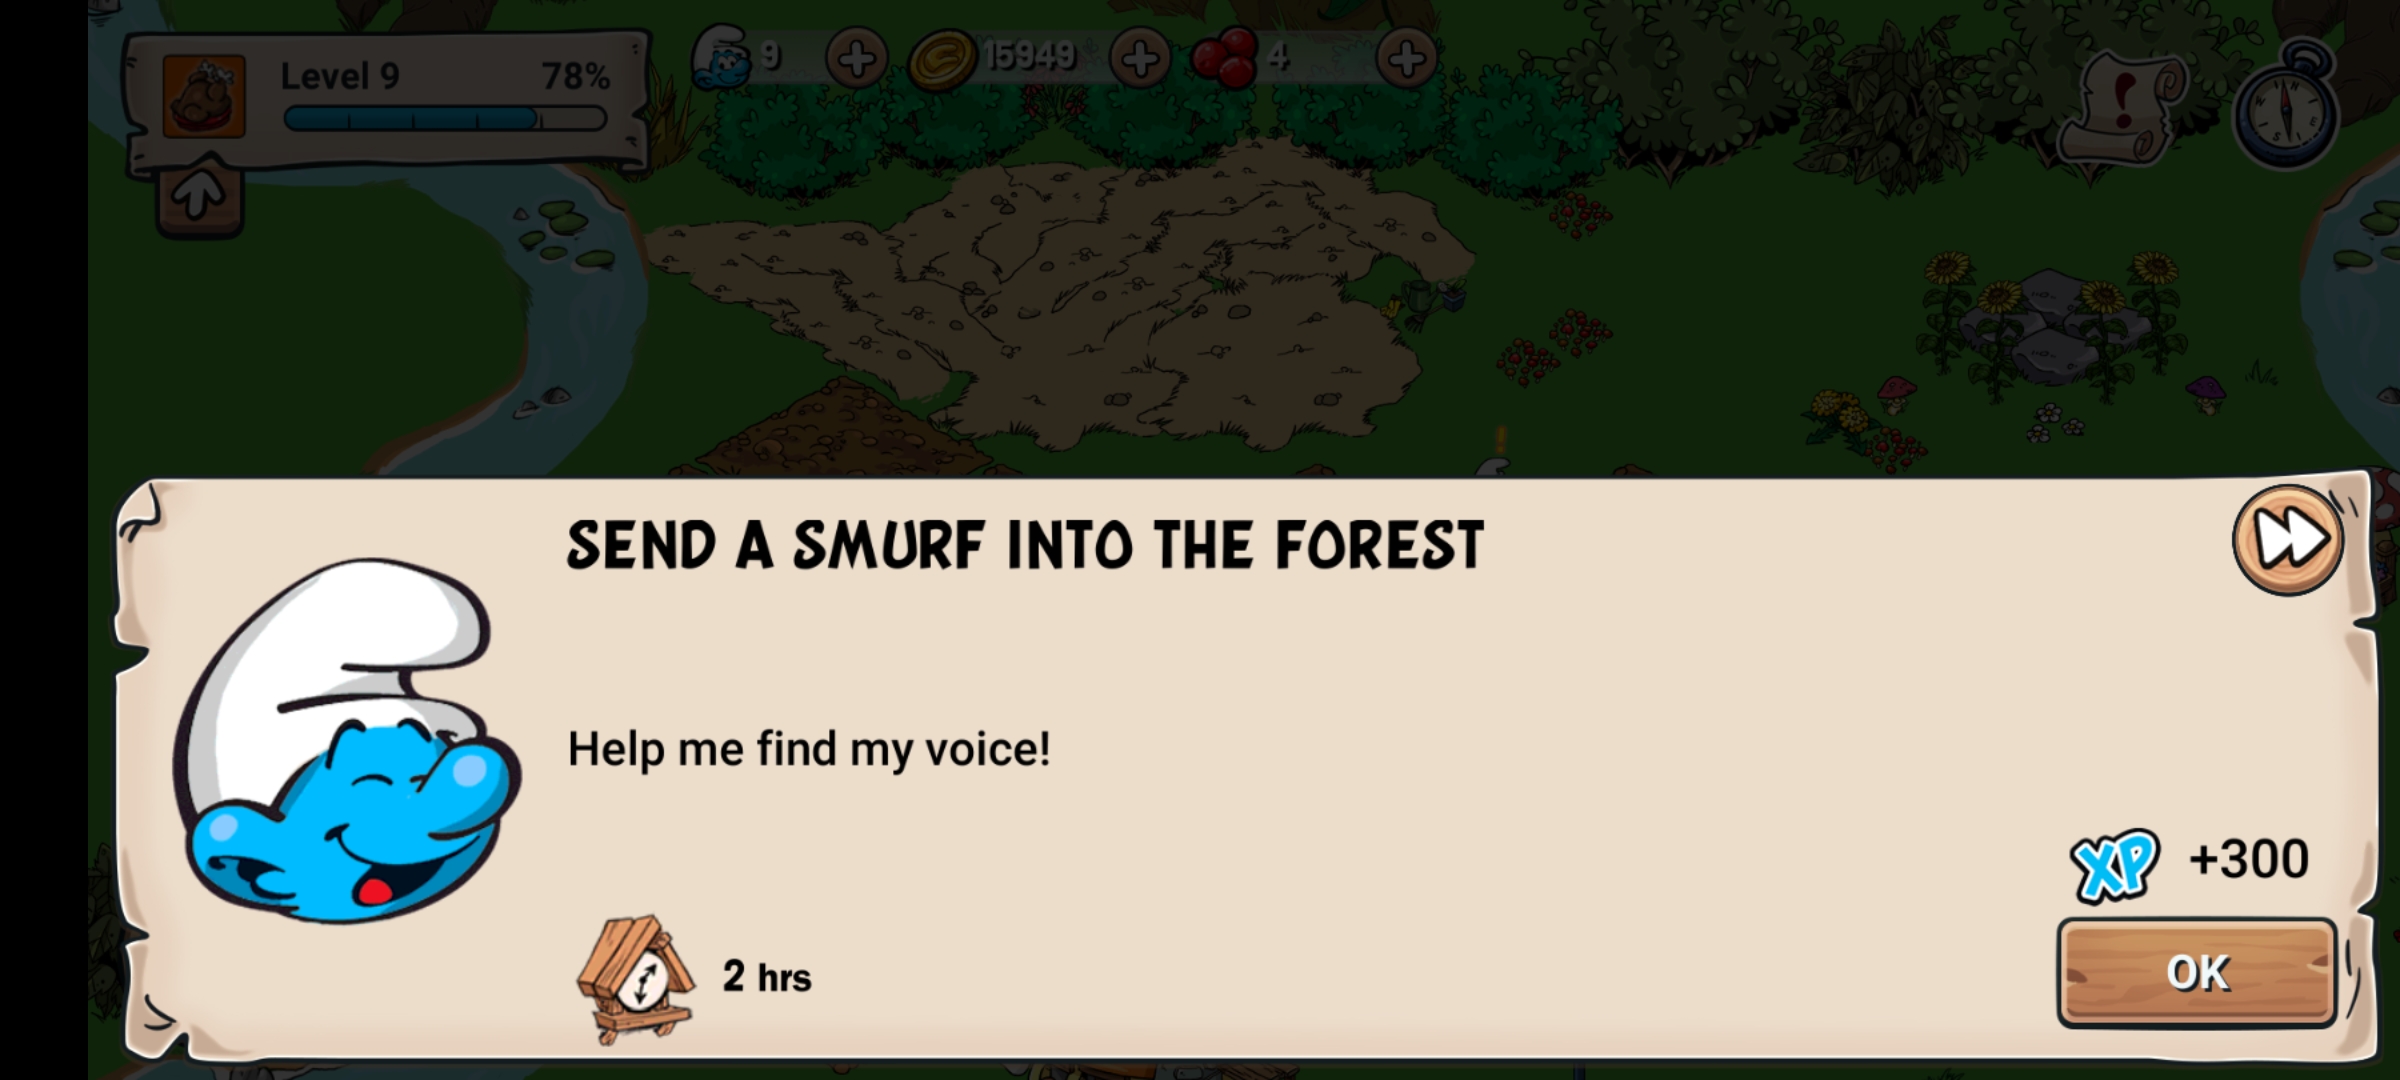 Level 9 78%
9 15949 4
SEND A SMURF INTO THE FOREST
Help me find my voice!
XP +300
2 hrs
OK